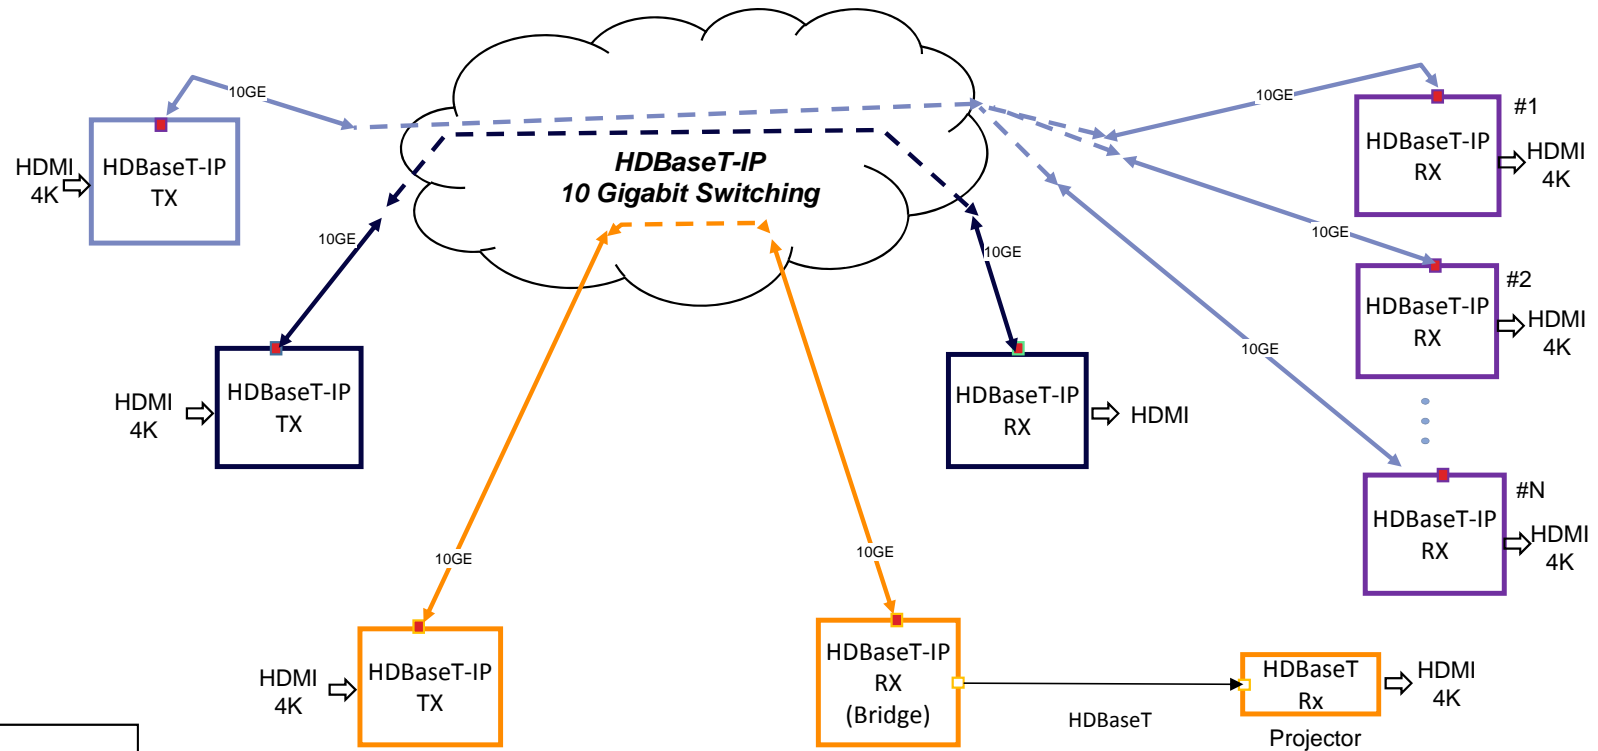 10GE
10GE
#1
HDBaseT-IP
RX
HDMI
4K
HDMI
4K
HDBaseT-IP
TX
HDBaseT-IP
10 Gigabit Switching
10GE
10GE
10GE
#2
HDBaseT-IP
RX
HDMI
4K
10GE
HDMI
4K
HDBaseT-IP
TX
HDBaseT-IP
RX
HDMI
#N
HDBaseT-IP
RX
HDMI
4K
10GE
10GE
HDMI
4K
HDBaseT-IP
TX
HDBaseT-IP
RX
(Bridge)
HDBaseT
HDBaseT
Rx
HDMI
4K
Projector